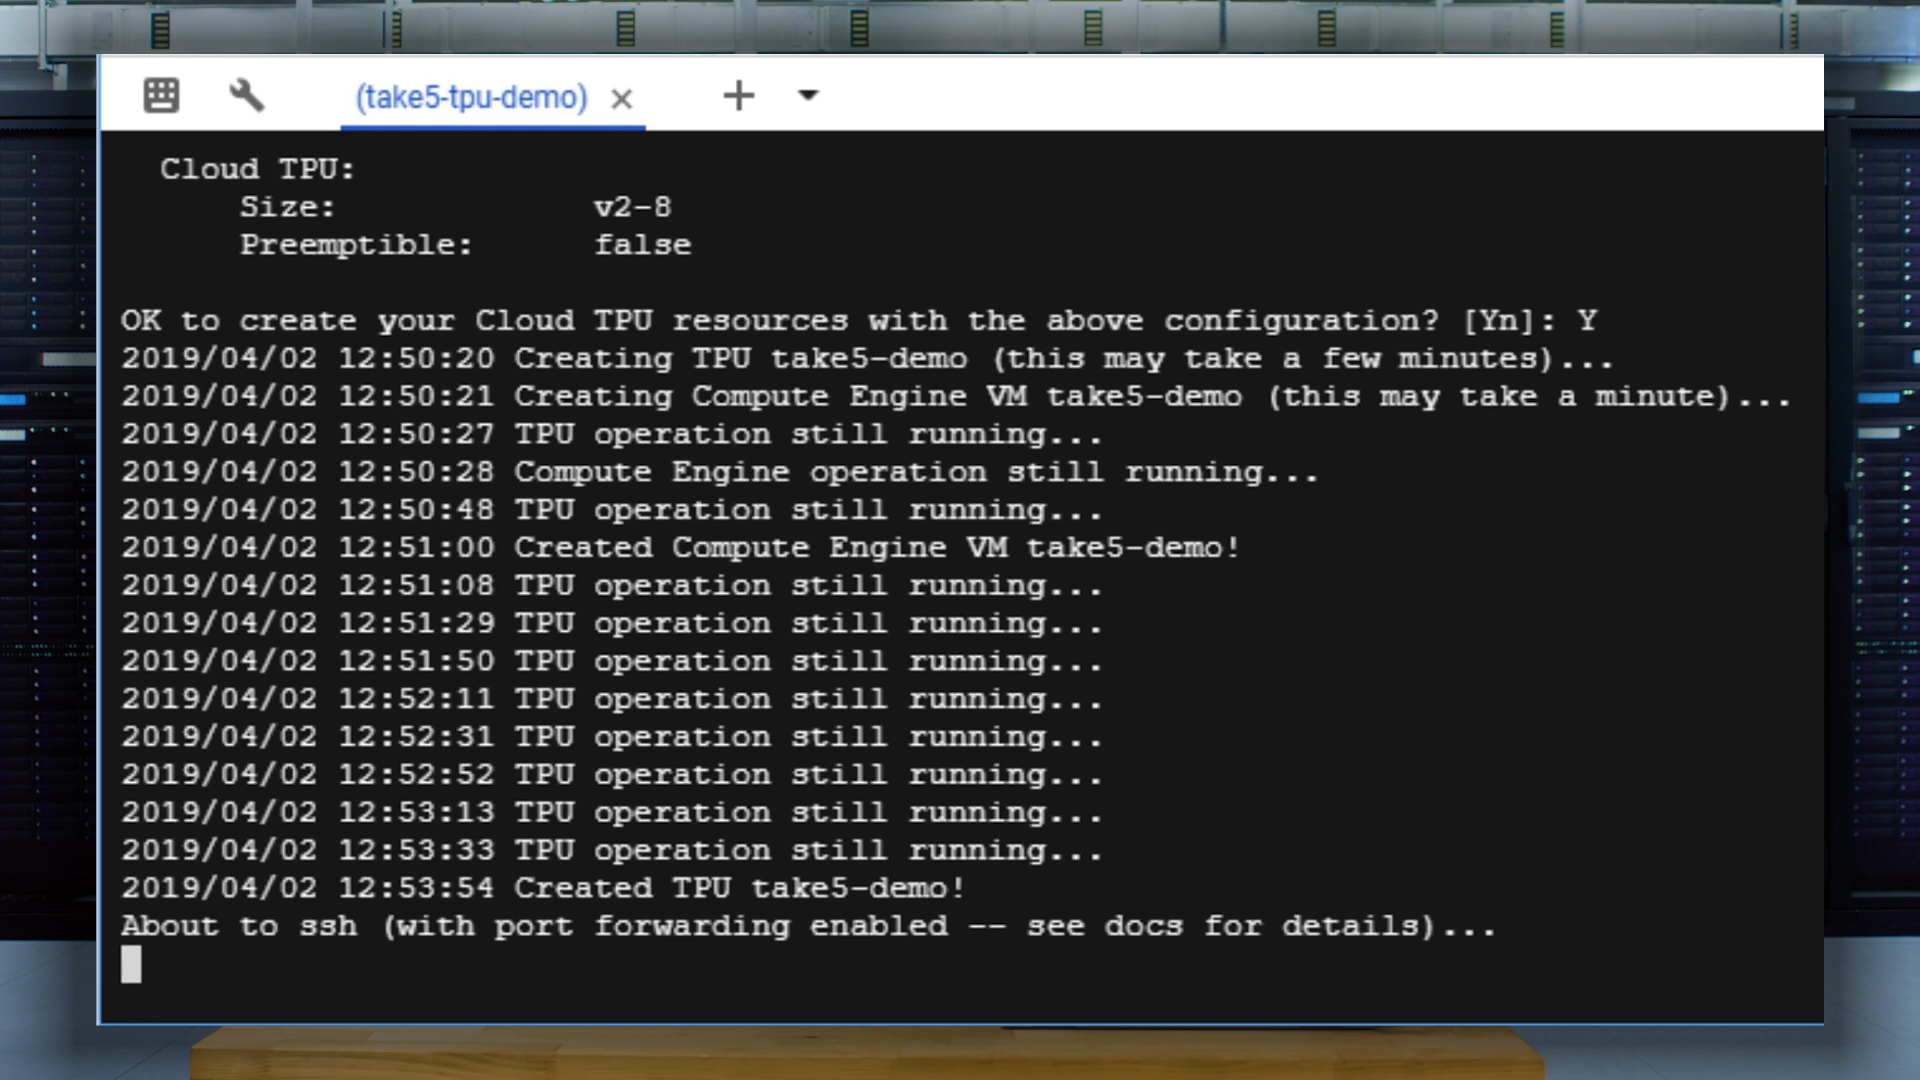 (take5-tpu-demo)
Cloud TPU:
Size: v2-8
Preemptible: false
OK to create your Cloud TPU resources with the above configuration? [Yn]: Y
2019/04/02 12:50:20 Creating TPU take5-demo (this may take a few minutes)...
2019/04/02 12:50:21 Creating Compute Engine VM take5-demo (this may take a minute)...
2019/04/02 12:50:27 TPU operation still running...
2019/04/02 12:50:28 Compute Engine operation still running...
2019/04/02 12:50:48 TPU operation still running...
2019/04/02 12:51:00 Created Compute Engine VM take5-demo!
2019/04/02 12:51:08 TPU operation still running...
2019/04/02 12:51:29 TPU operation still running...
2019/04/02 12:51:50 TPU operation still running...
2019/04/02 12:52:11 TPU operation still running...
2019/04/02 12:52:31 TPU operation still running...
2019/04/02 12:52:52 TPU operation still running...
2019/04/02 12:53:13 TPU operation still running...
2019/04/02 12:53:33 TPU operation still running...
2019/04/02 12:53:54 Created TPU take5-demo!
About to ssh (with port forwarding enabled -- see docs for details)...